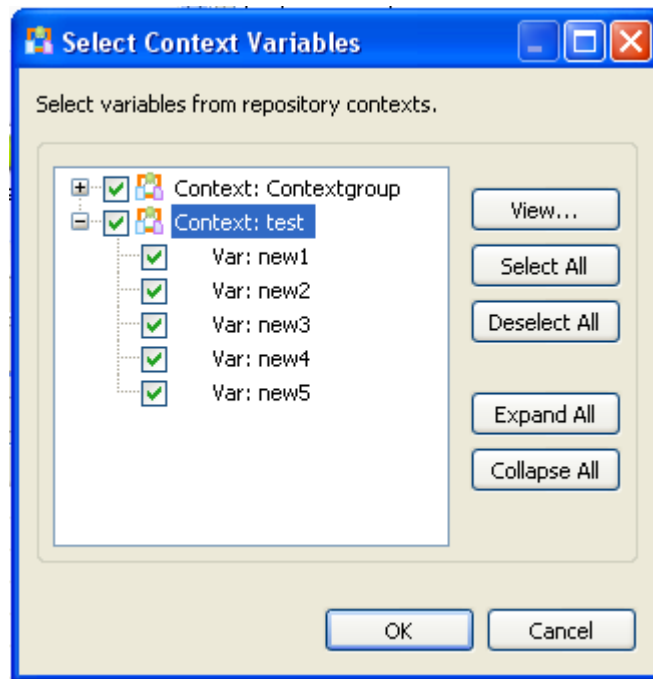 Select Context Variables
Select variables from repository contexts.
Context: Contextgroup
Context: test
Var: new1
Var: new2
Var: new3
Var: new4
Var: new5
View...
Select All
Deselect All
Expand All
Collapse All
OK
Cancel